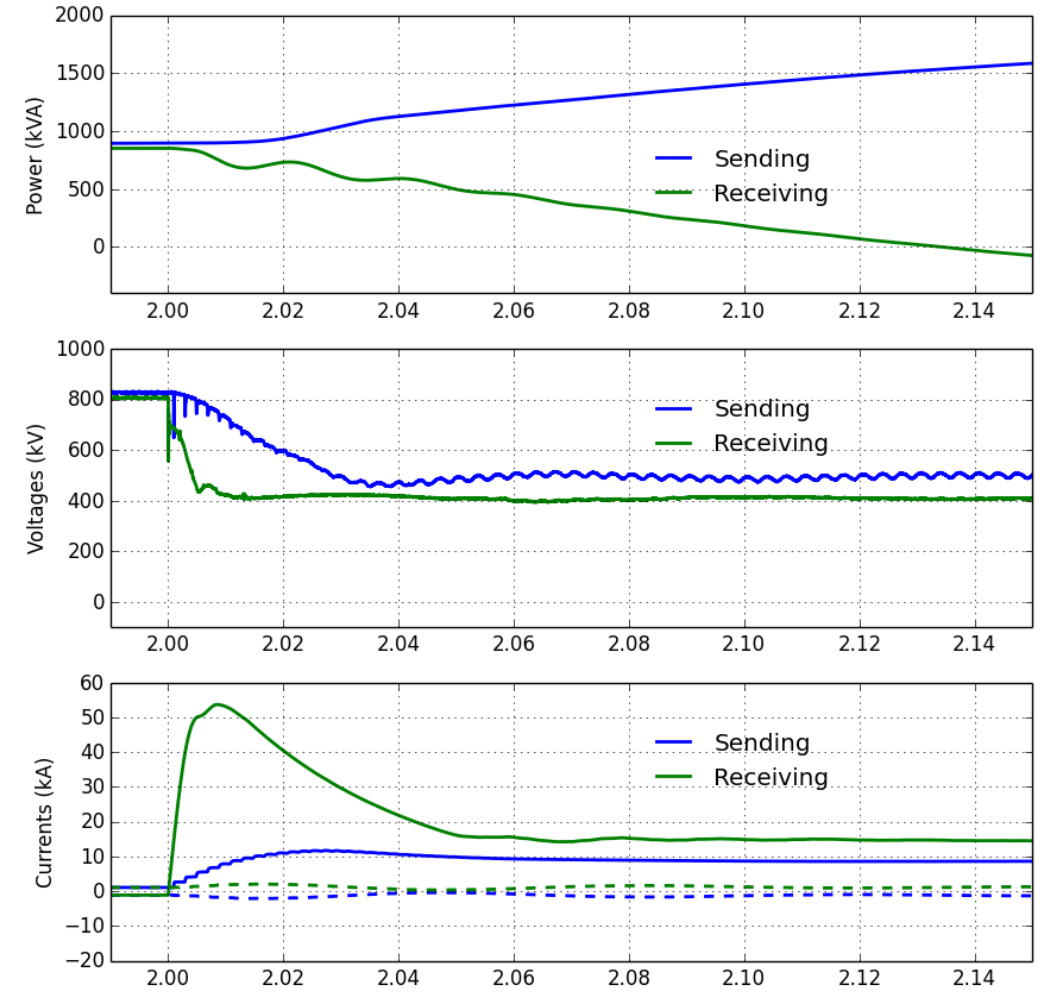 2000
1500
1000
500
0
Power (kVA)
Sending
Receiving
2.00 2.02 2.04 2.06 2.08 2.10 2.12 2.14
1000
800
600
400
200
0
Voltages (kV)
Sending
Receiving
2.00 2.02 2.04 2.06 2.08 2.10 2.12 2.14
60
50
40
30
20
10
0
−10
−20
Currents (kA)
Sending
Receiving
2.00 2.02 2.04 2.06 2.08 2.10 2.12 2.14